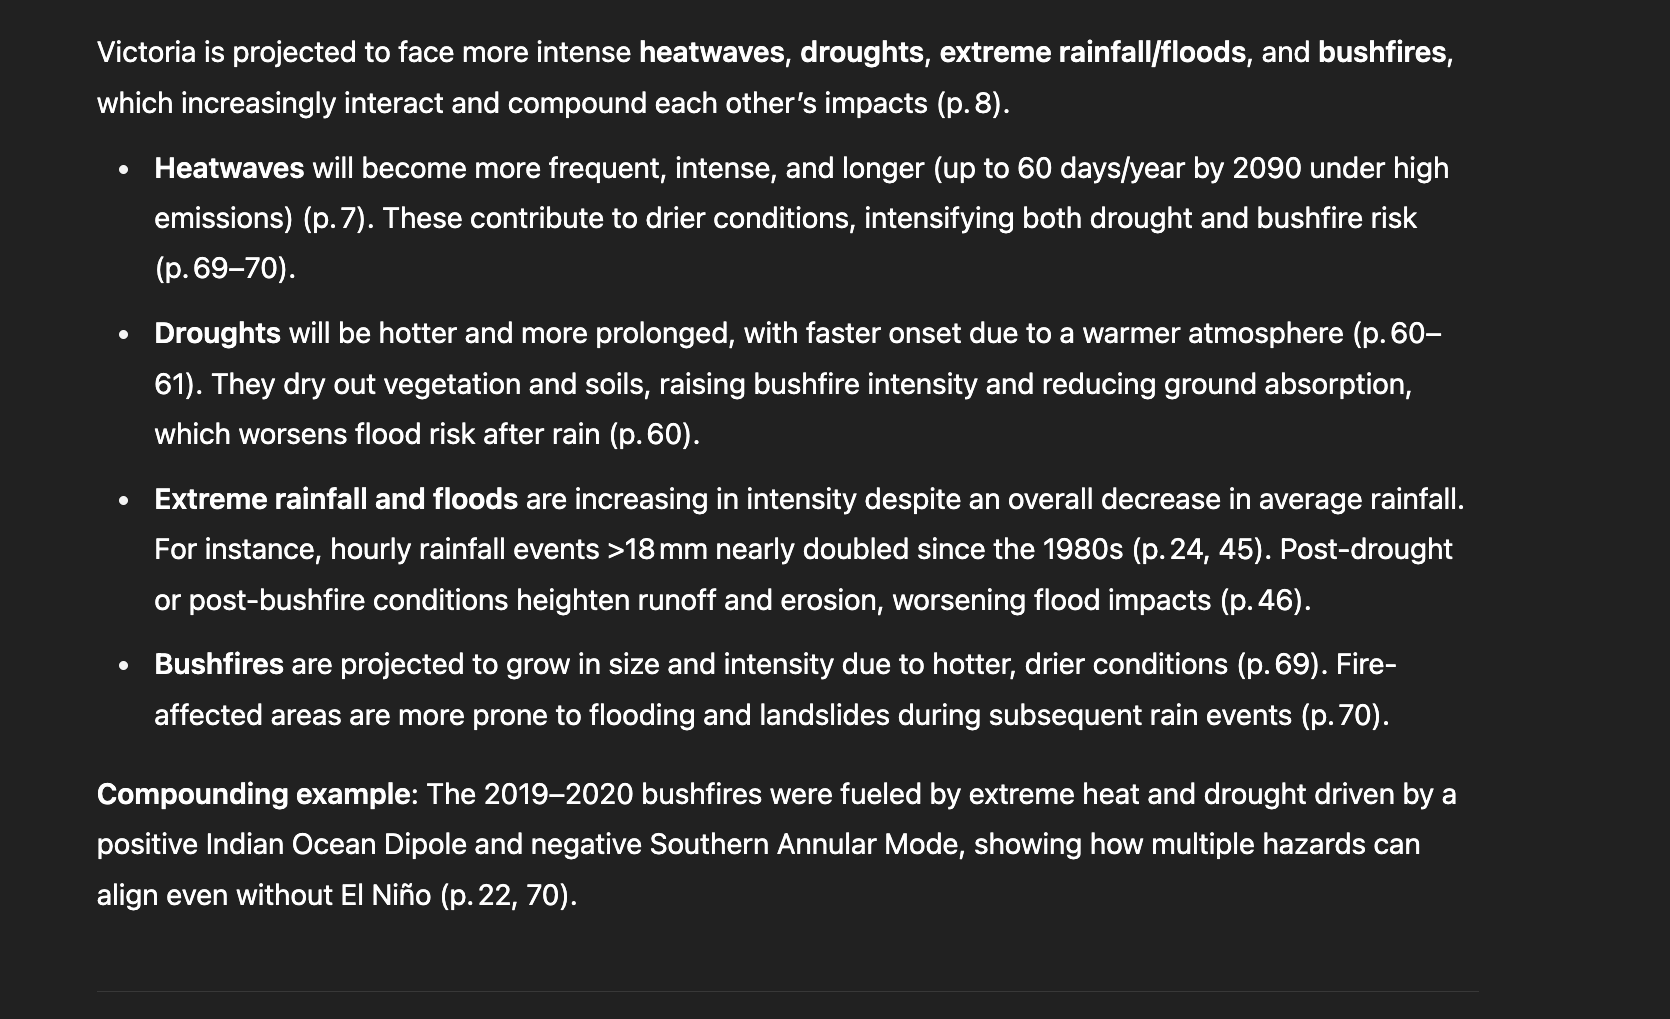 Victoria is projected to face more intense heatwaves, droughts, extreme rainfall/floods, and bushfires,
which increasingly interact and compound each other’s impacts (p. 8).
• Heatwaves will become more frequent, intense, and longer (up to 60 days/year by 2090 under high
emissions) (p. 7). These contribute to drier conditions, intensifying both drought and bushfire risk
(p. 69–70).
• Droughts will be hotter and more prolonged, with faster onset due to a warmer atmosphere (p. 60–
61). They dry out vegetation and soils, raising bushfire intensity and reducing ground absorption,
which worsens flood risk after rain (p. 60).
• Extreme rainfall and floods are increasing in intensity despite an overall decrease in average rainfall.
For instance, hourly rainfall events >18 mm nearly doubled since the 1980s (p. 24, 45). Post-drought
or post-bushfire conditions heighten runoff and erosion, worsening flood impacts (p. 46).
• Bushfires are projected to grow in size and intensity due to hotter, drier conditions (p. 69). Fire-
affected areas are more prone to flooding and landslides during subsequent rain events (p. 70).
Compounding example: The 2019–2020 bushfires were fueled by extreme heat and drought driven by a
positive Indian Ocean Dipole and negative Southern Annular Mode, showing how multiple hazards can
align even without El Niño (p. 22, 70).